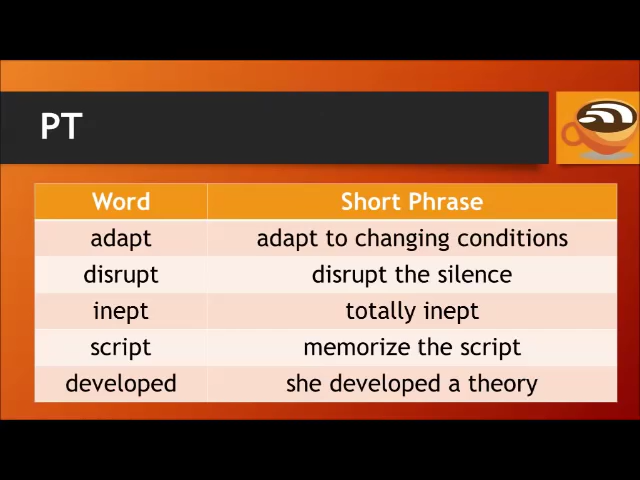 PT
Word Short Phrase
adapt adapt to changing conditions
disrupt disrupt the silence
inept totally inept
script memorize the script
developed she developed a theory